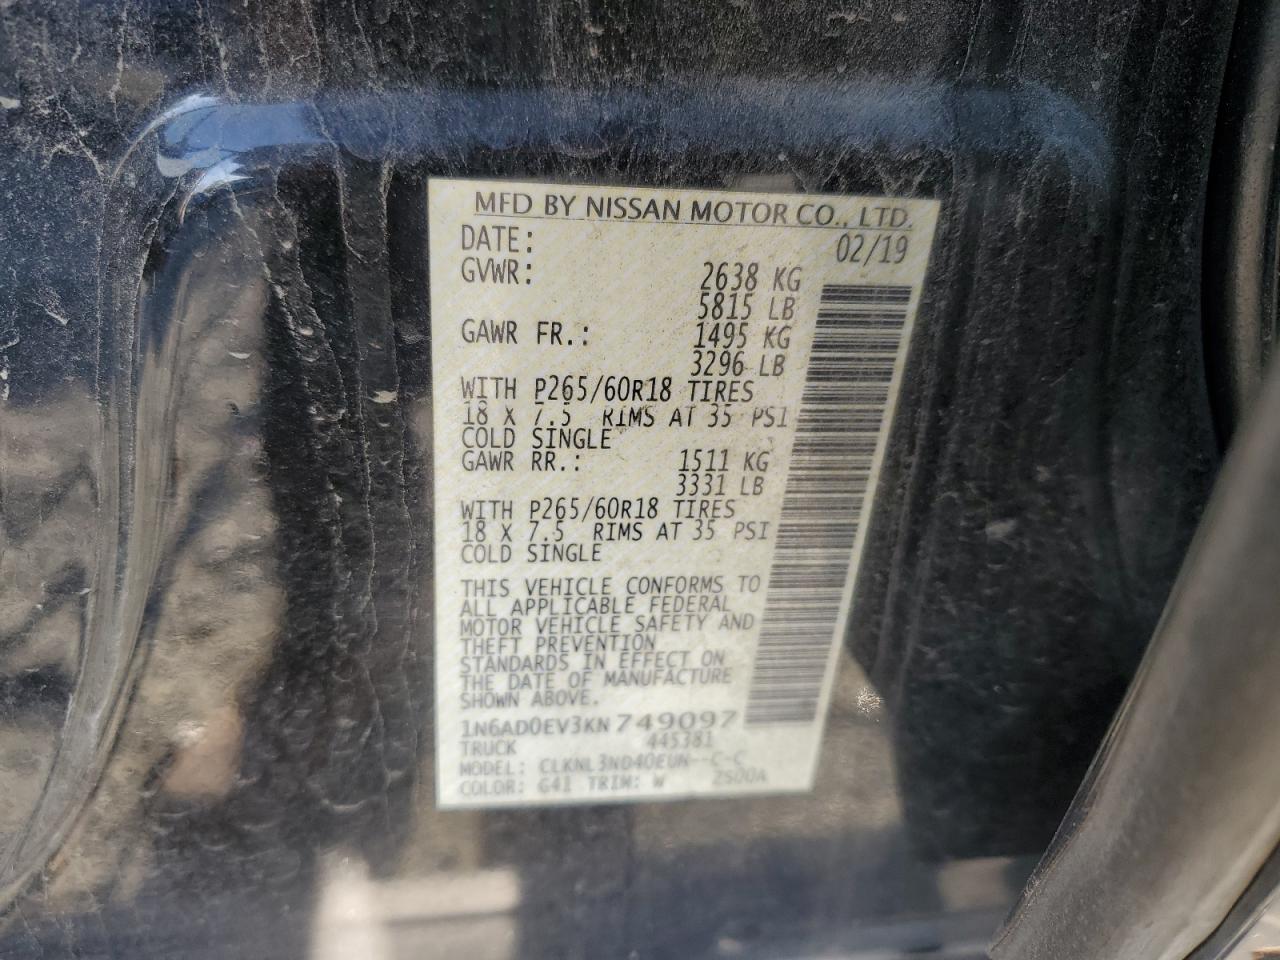 MFD BY NISSAN MOTOR CO., LTD.
DATE: 02/19
GVWR: 2638 KG
5815 LB
GAWR FR.: 1495 KG
3296 LB
WITH P265/60R18 TIRES
18 X 7.5 RIMS AT 35 PSI
COLD SINGLE
GAWR RR.: 1511 KG
3331 LB
WITH P265/60R18 TIRES
18 X 7.5 RIMS AT 35 PSI
COLD SINGLE
THIS VEHICLE CONFORMS TO
ALL APPLICABLE FEDERAL
MOTOR VEHICLE SAFETY AND
THEFT PREVENTION
STANDARDS IN EFFECT ON
THE DATE OF MANUFACTURE
SHOWN ABOVE.
1N6AD0EV3KN749097
TRUCK 445381
MODEL: C-C
COLOR: G41 TRIM: W 2S00A